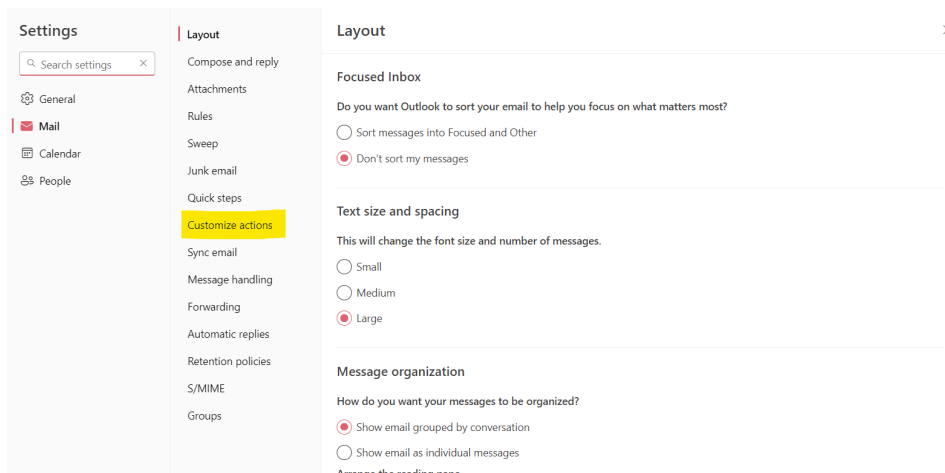 Settings
Search settings
General
Mail
Calendar
People
Layout
Compose and reply
Attachments
Rules
Sweep
Junk email
Quick steps
Customize actions
Sync email
Message handling
Forwarding
Automatic replies
Retention policies
S/MIME
Groups
Layout
Focused Inbox
Do you want Outlook to sort your email to help you focus on what matters most?
Sort messages into Focused and Other
Don't sort my messages
Text size and spacing
This will change the font size and number of messages.
Small
Medium
Large
Message organization
How do you want your messages to be organized?
Show email grouped by conversation
Show email as individual messages
Arrange the reading pane